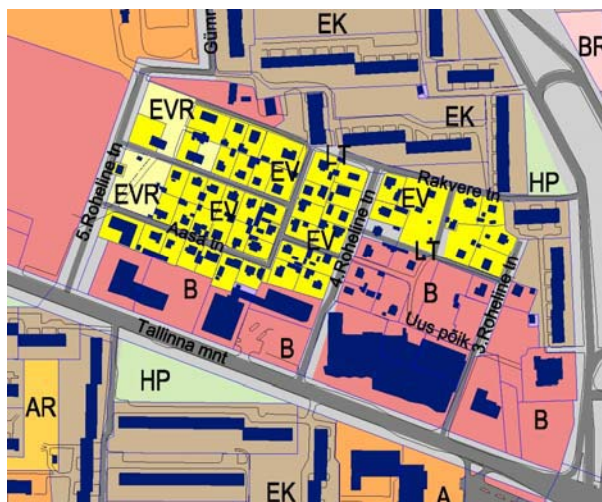 EK
Gümn
BR
EVR
EK
LT
EV
Rakvere tn
HP
EVR
EV
EV
5.Roheline tn
Aasa tn
4.Roheline tn
EV
LT
B
B
Uus põik
3.Roheline tn
Tallinna mnt
B
HP
B
AR
EK
A